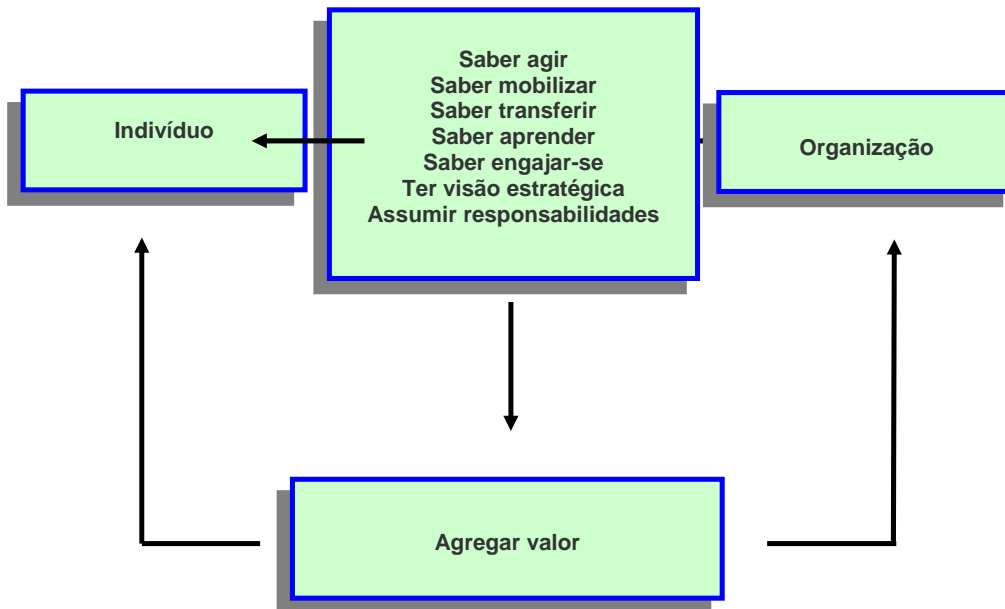 Indivíduo
Saber agir
Saber mobilizar
Saber transferir
Saber aprender
Saber engajar-se
Ter visão estratégica
Assumir responsabilidades
Organização
Agregar valor